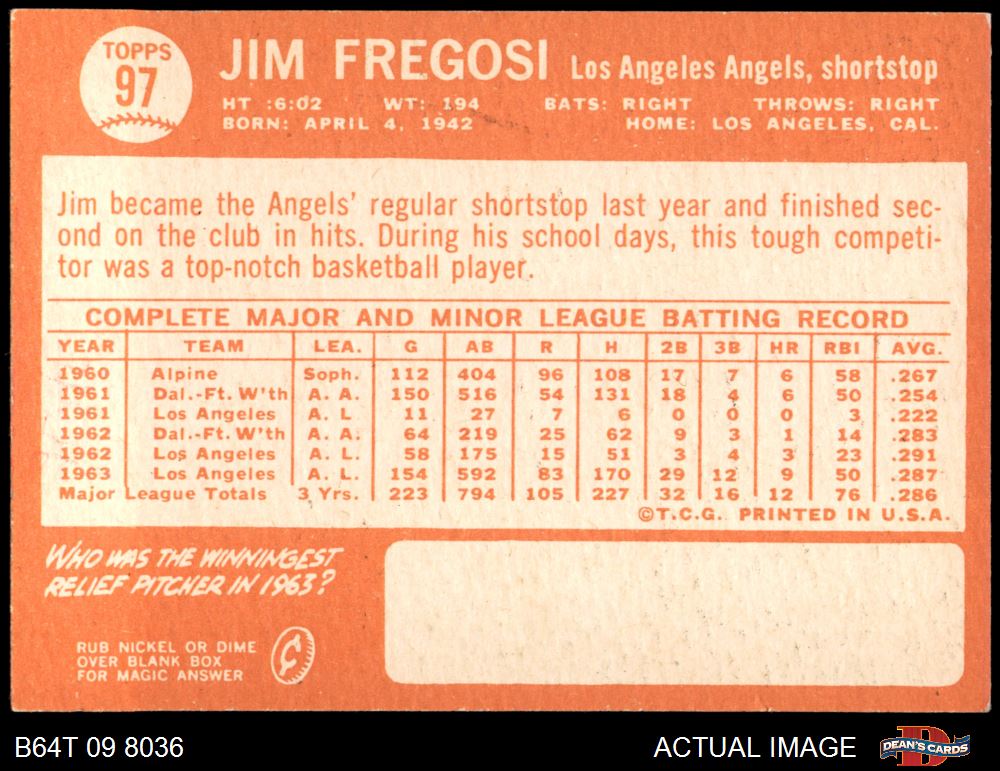 TOPPS
97
JIM FREGOSI Los Angeles Angels, shortstop
HT :6:02 WT: 194 BATS: RIGHT THROWS: RIGHT
BORN: APRIL 4, 1942 HOME: LOS ANGELES, CAL.
Jim became the Angels' regular shortstop last year and finished sec-
ond on the club in hits. During his school days, this tough competi-
tor was a top-notch basketball player.
COMPLETE MAJOR AND MINOR LEAGUE BATTING RECORD
YEAR TEAM LEA. G AB R H 2B 3B HR RBI AVG.
1960 Alpine Soph. 112 404 96 108 17 7 6 58 .267
1961 Dal.-Ft. W'th A. A. 150 516 54 131 18 4 6 50 .254
1961 Los Angeles A. L 11 27 7 6 0 0 0 3 .222
1962 Dal.-Ft. W'th A. A. 64 219 25 62 9 3 1 14 .283
1962 Los Angeles A. L. 58 175 15 51 3 4 3 23 .291
1963 Los Angeles A. L. 154 592 83 170 29 12 9 50 .287
Major League Totals 3 Yrs. 223 794 105 227 32 16 12 76 .286
©T.C.G. PRINTED IN U.S.A.
WHO WAS THE WINNINGEST
RELIEF PITCHER IN 1963?
RUB NICKEL OR DIME
OVER BLANK BOX
FOR MAGIC ANSWER
¢
B64T 09 8036 ACTUAL IMAGE DEAN'S CARDS